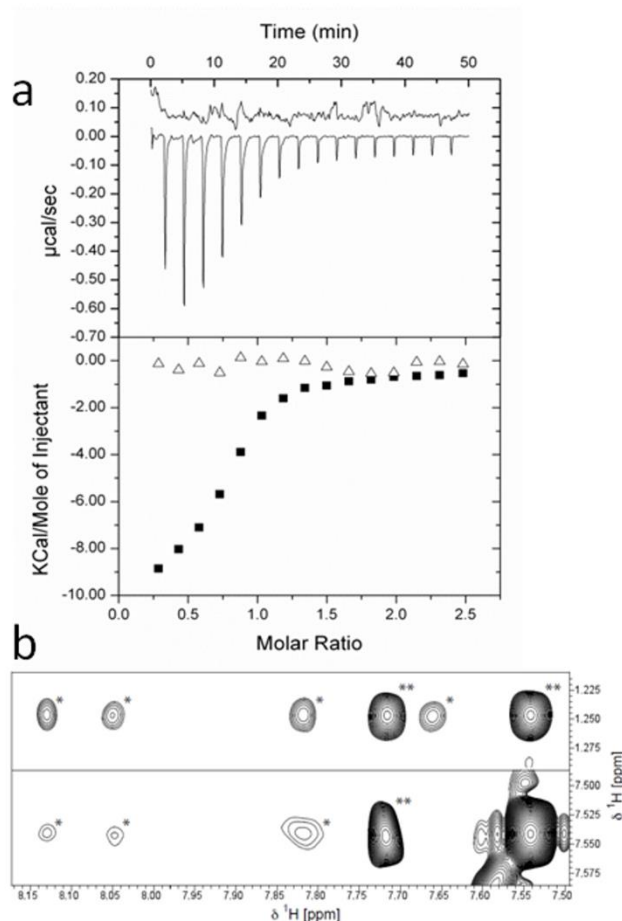 Time (min)
0 10 20 30 40 50
a
0.20
0.10
0.00
-0.10
-0.20
-0.30
-0.40
-0.50
-0.60
-0.70
µcal/sec
0.00
-2.00
-4.00
-6.00
-8.00
-10.00
KCal/Mole of Injectant
0.0 0.5 1.0 1.5 2.0 2.5
Molar Ratio
b
* * * ** * **
1.225
1.250
1.275
* * * **
7.500
7.525
7.550
7.575
δ ¹H [ppm]
8.15 8.10 8.05 8.00 7.95 7.90 7.85 7.80 7.75 7.70 7.65 7.60 7.55 7.50
δ ¹H [ppm]